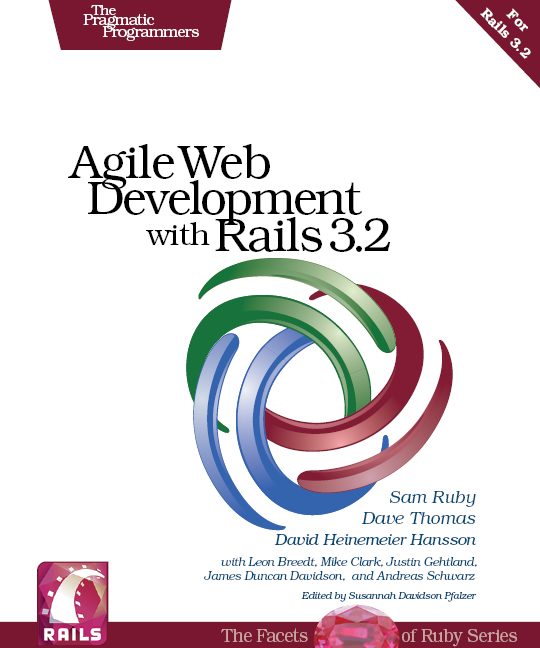 The
Pragmatic
Programmers
For
Rails 3.2
Agile Web
Development
with Rails 3.2
Sam Ruby
Dave Thomas
David Heinemeier Hansson
with Leon Breedt, Mike Clark, Justin Gehtland,
James Duncan Davidson,  and Andreas Schwarz
Edited by Susannah Davidson Pfalzer
RAILS
The Facets of Ruby Series